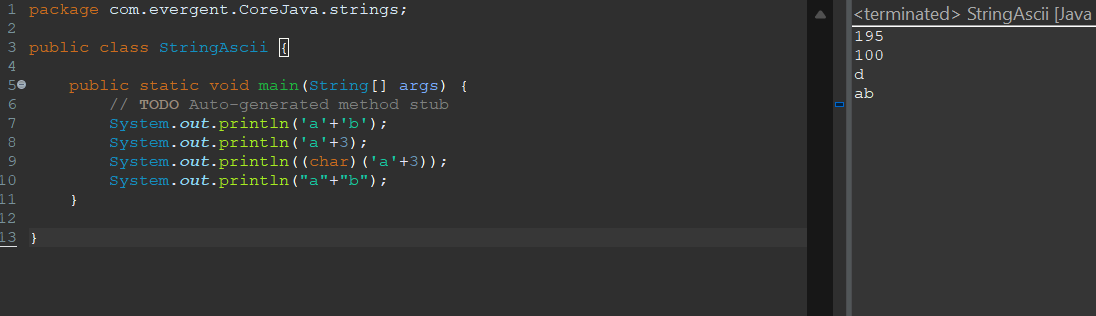 1 package com.evergent.CoreJava.strings;
2
3 public class StringAscii {
4
5 public static void main(String[] args) {
6 // TODO Auto-generated method stub
7 System.out.println('a'+'b');
8 System.out.println('a'+3);
9 System.out.println((char)('a'+3));
10 System.out.println("a"+"b");
11 }
12
13 }
<terminated> StringAscii [Java
195
100
d
ab